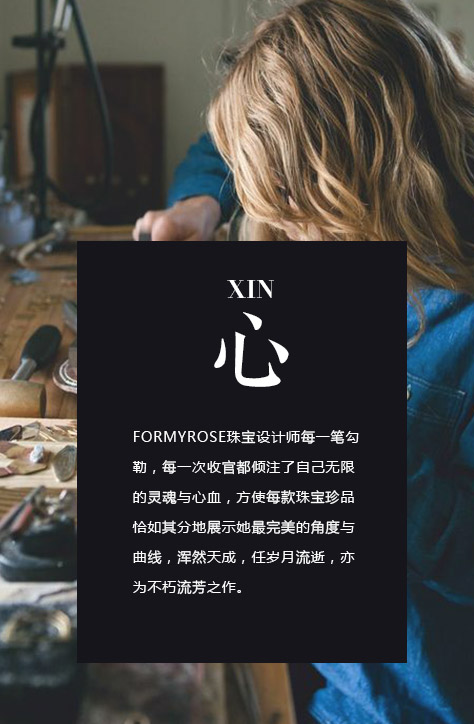 XIN
心
FORMYROSE珠宝设计师每一笔勾
勒，每一次收官都倾注了自己无限
的灵魂与心血，方使每款珠宝珍品
恰如其分地展示她最完美的角度与
曲线，浑然天成，任岁月流逝，亦
为不朽流芳之作。